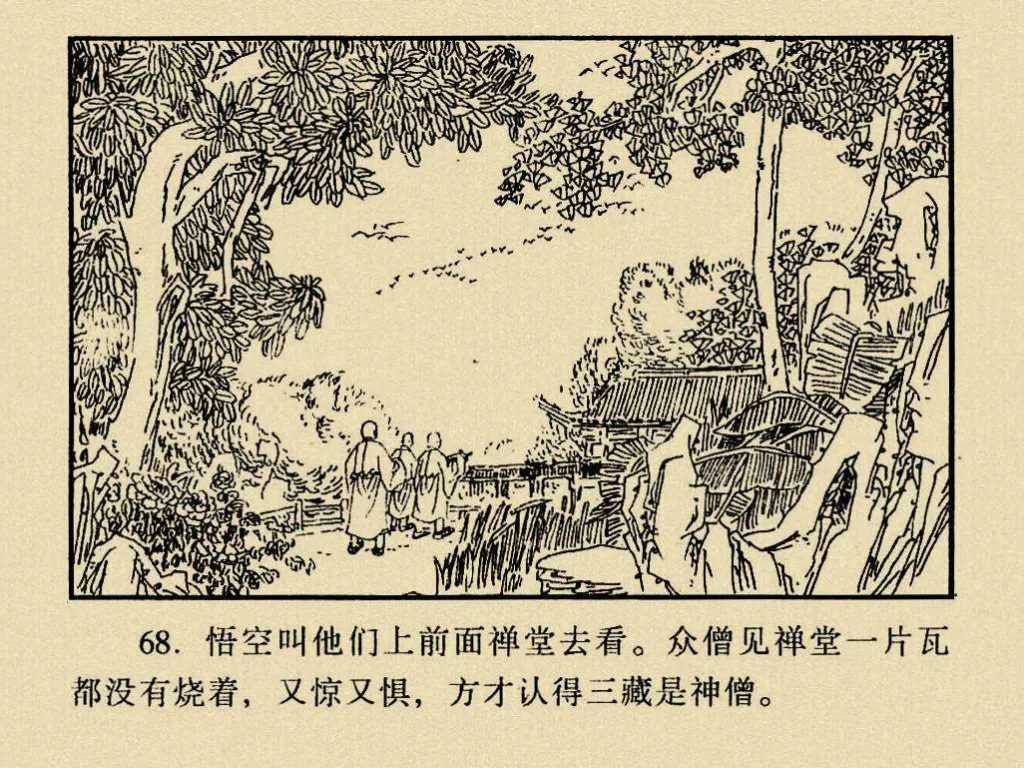 68. 悟空叫他们上前面禅堂去看。众僧见禅堂一片瓦
都没有烧着，又惊又惧，方才认得三藏是神僧。